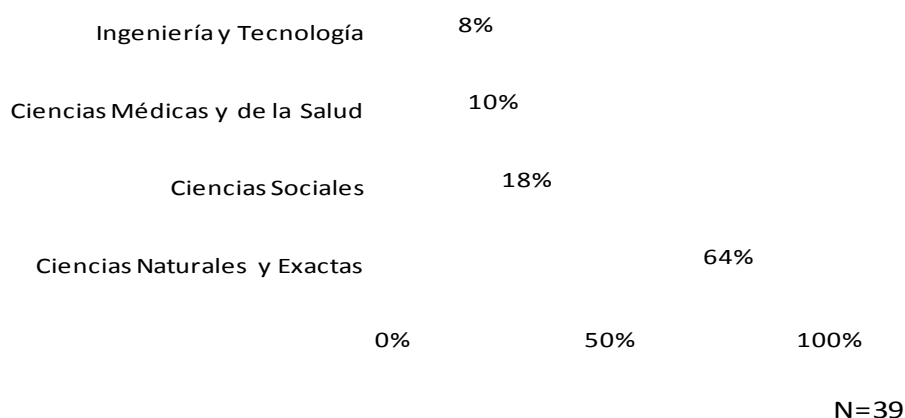 Ingeniería y Tecnología 8%
Ciencias Médicas y de la Salud 10%
Ciencias Sociales 18%
Ciencias Naturales y Exactas 64%
0% 50% 100%
N=39